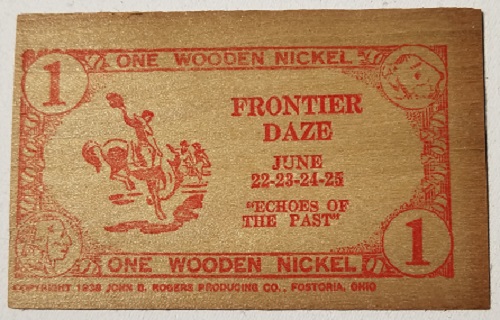 1 ONE WOODEN NICKEL
FRONTIER
DAZE
JUNE
22-23-24-25
"ECHOES OF
THE PAST"
ONE WOODEN NICKEL 1
COPYRIGHT 1938 JOHN B. ROGERS PRODUCING CO., FOSTORIA, OHIO